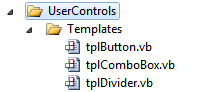 UserControls
Templates
tplButton.vb
tplComboBox.vb
tplDivider.vb